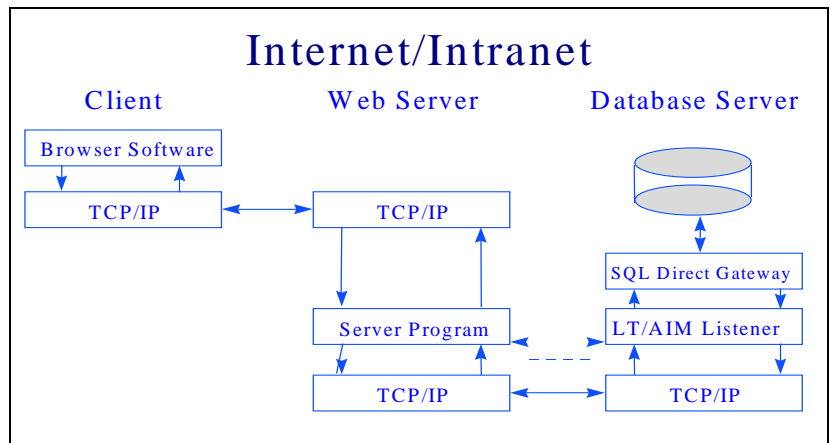 Internet/Intranet
Client Web Server Database Server
Browser Software
TCP/IP TCP/IP
SQL Direct Gateway
Server Program LT/AIM Listener
TCP/IP TCP/IP